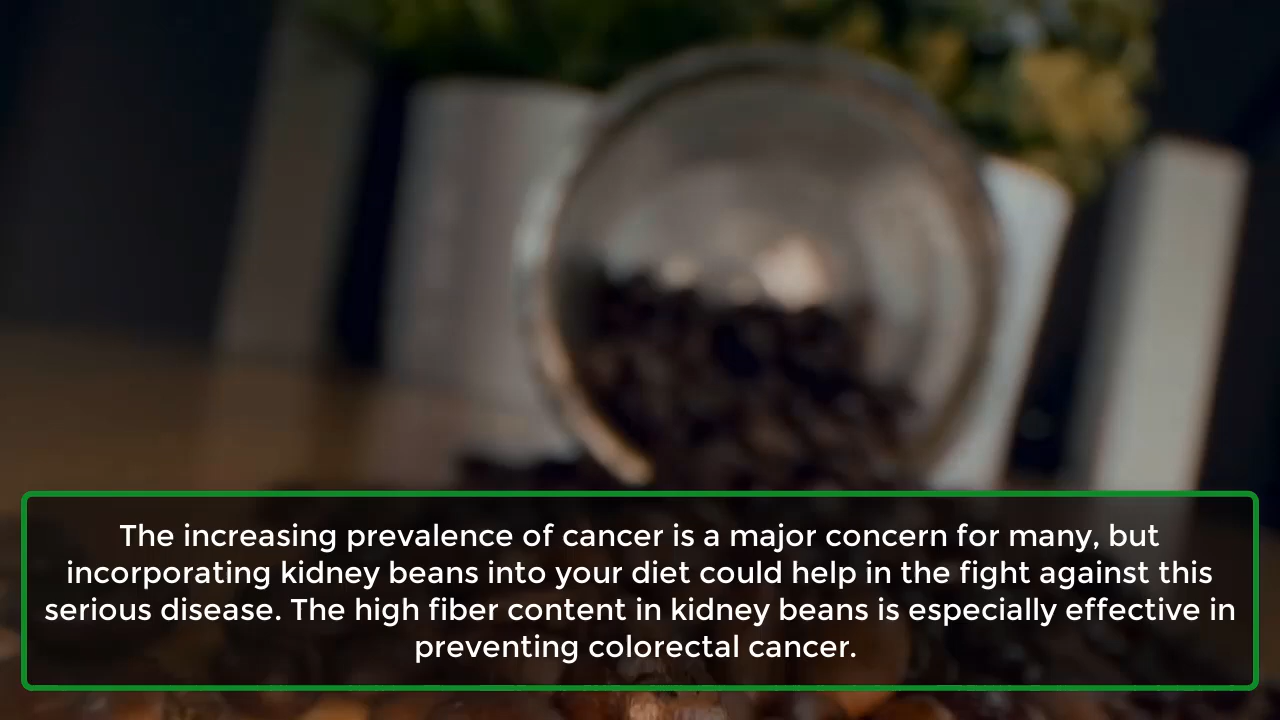 The increasing prevalence of cancer is a major concern for many, but
incorporating kidney beans into your diet could help in the fight against this
serious disease. The high fiber content in kidney beans is especially effective in
preventing colorectal cancer.